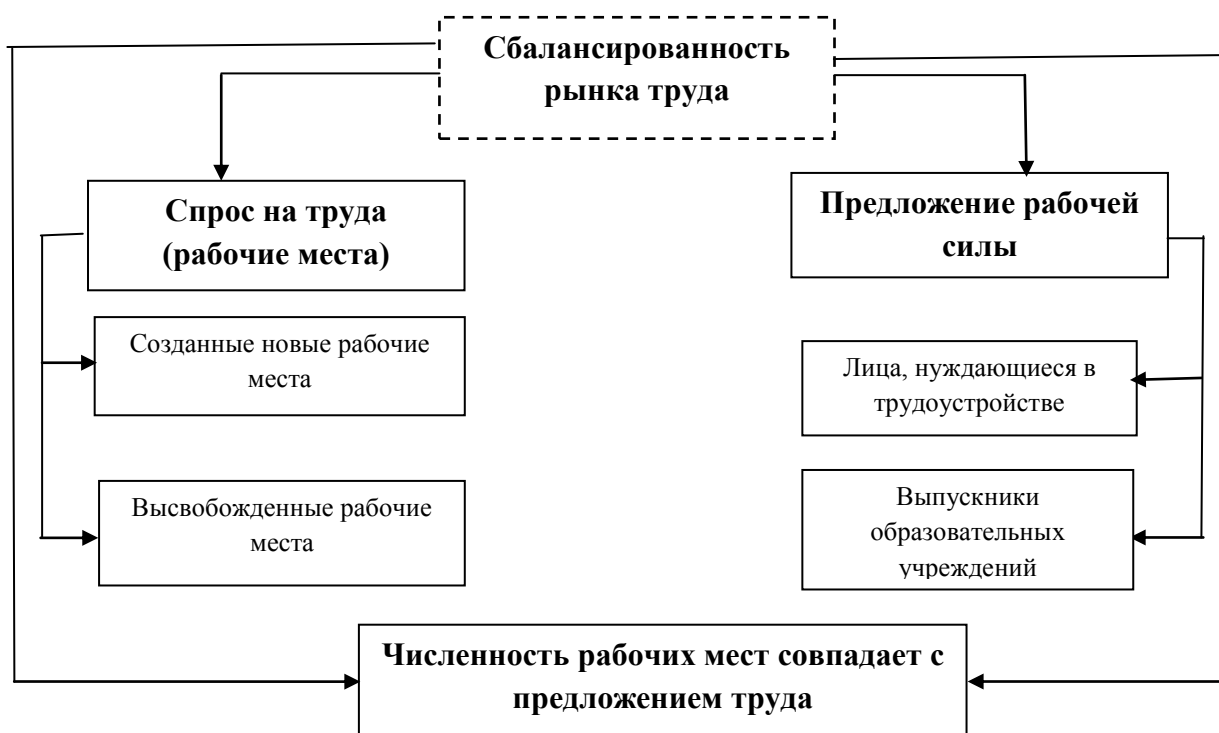 Сбалансированность
рынка труда
Спрос на труда
(рабочие места)
Предложение рабочей
силы
Созданные новые рабочие
места
Лица, нуждающиеся в
трудоустройстве
Высвобожденные рабочие
места
Выпускники
образовательных
учреждений
Численность рабочих мест совпадает с
предложением труда